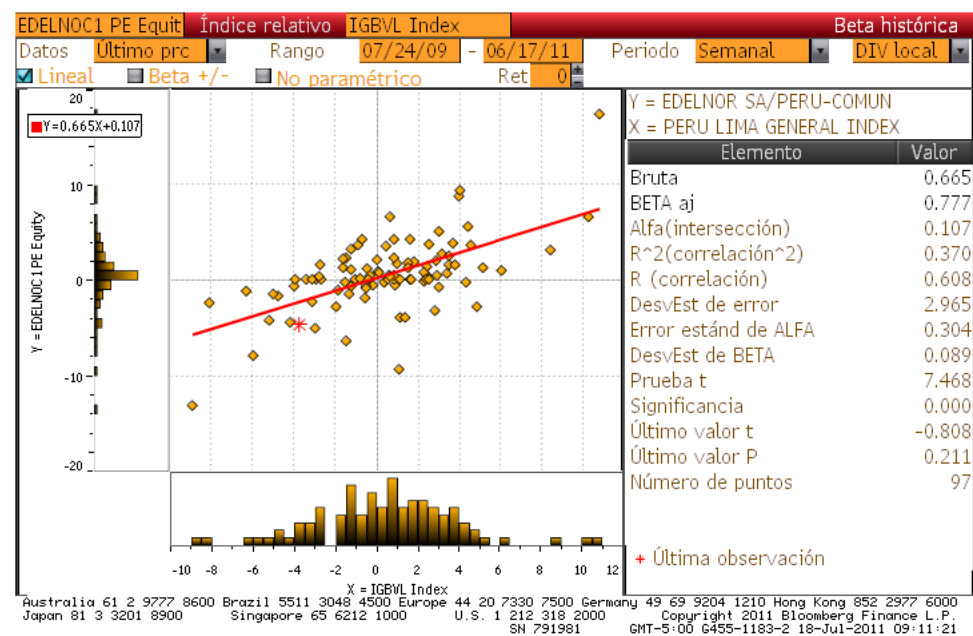 EDELNOC1 PE Equit Índice relativo IGBVL Index Beta histórica
Datos Último prc Rango 07/24/09 - 06/17/11 Periodo Semanal DIV local
Lineal Beta +/- No paramétrico Ret 0
Y = EDELNOR SA/PERU-COMUN
X = PERU LIMA GENERAL INDEX
Elemento Valor
Bruta 0.665
BETA aj 0.777
Alfa(intersección) 0.107
R^2(correlación^2) 0.370
R (correlación) 0.608
DesvEst de error 2.965
Error estánd de ALFA 0.304
DesvEst de BETA 0.089
Prueba t 7.468
Significancia 0.000
Último valor t -0.808
Último valor P 0.211
Número de puntos 97
* Última observación
20
Y=0.665X+0.107
10
0
-10
-20
Y = EDELNOC1 PE Equity
-10 -8 -6 -4 -2 0 2 4 6 8 10 12
X = IGBVL Index
Australia 61 2 9777 8600 Brazil 5511 3048 4500 Europe 44 20 7330 7500 Germany 49 69 9204 1210 Hong Kong 852 2977 6000
Japan 81 3 3201 8900 Singapore 65 6212 1000 U.S. 1 212 318 2000 Copyright 2011 Bloomberg Finance L.P.
SN 791981 GMT-5:00 G455-1183-2 18-Jul-2011 09:11:21